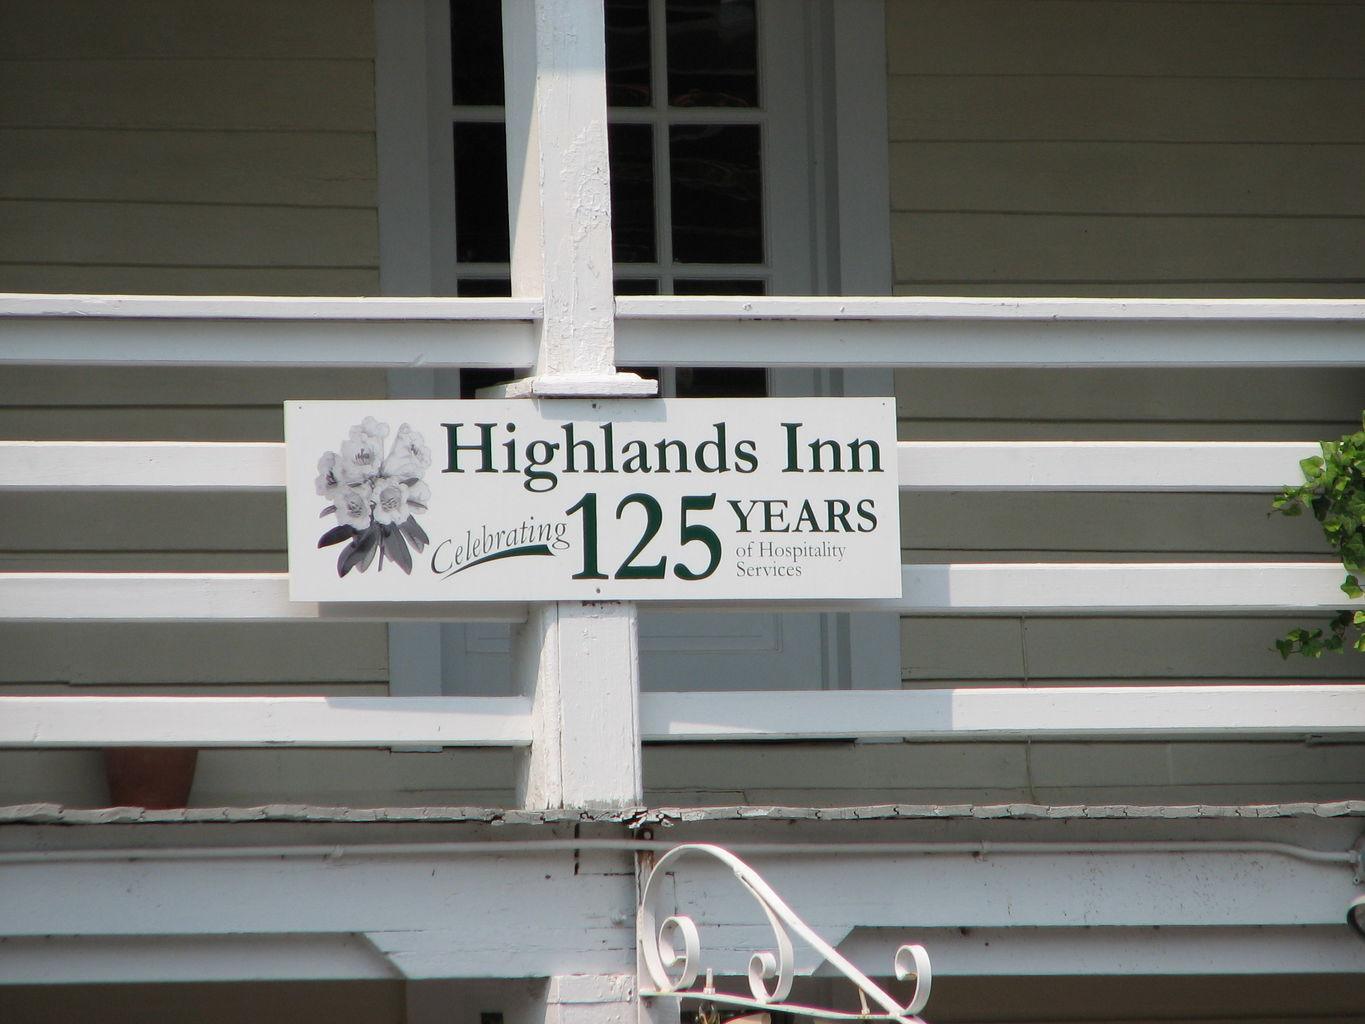 Highlands Inn
Celebrating 125 YEARS
of Hospitality
Services